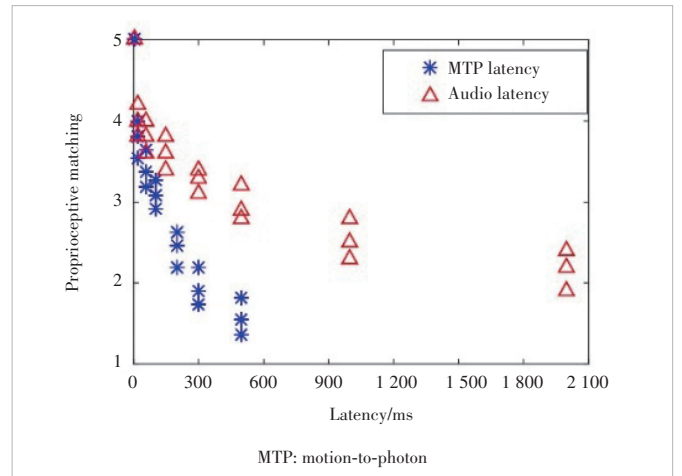 5
4
3
2
1
MTP latency
Audio latency
Proprioceptive matching
0 300 600 900 1 200 1 500 1 800 2 100
Latency/ms
MTP: motion-to-photon